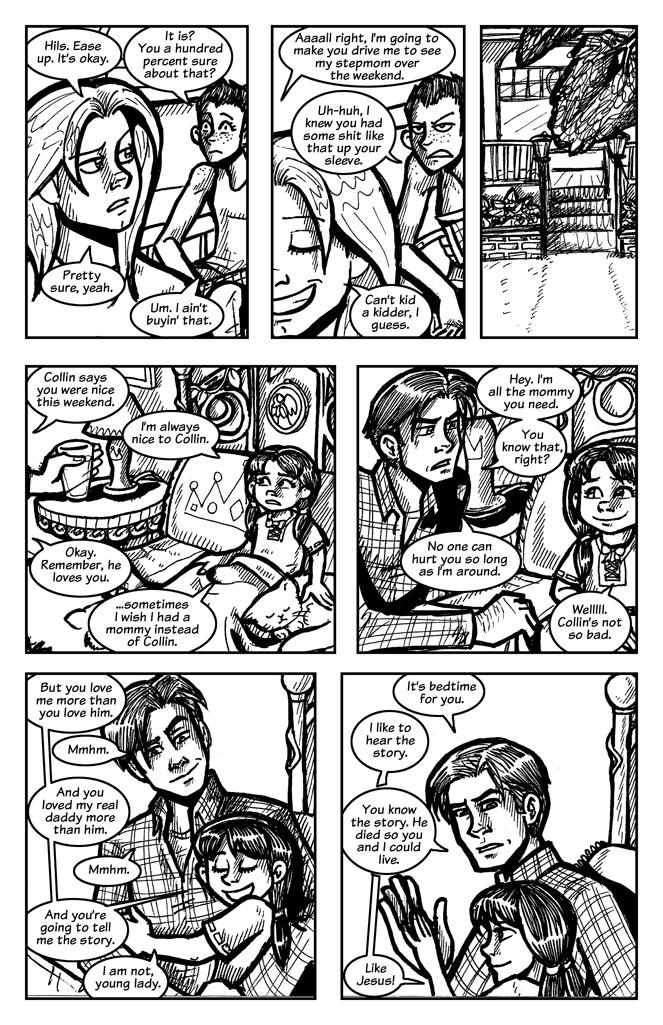 Hils. Ease
up. It's okay.
It is?
You a hundred
percent sure
about that?
Pretty
sure, yeah.
Um. I ain't
buyin' that.
Aaaall right, I'm going to
make you drive me to see
my stepmom over
the weekend.
Uh-huh, I
knew you had
some shit like
that up your
sleeve.
Can't kid
a kidder, I
guess.
Collin says
you were nice
this weekend.
I'm always
nice to Collin.
Okay.
Remember, he
loves you.
...sometimes
I wish I had a
mommy instead
of Collin.
Hey. I'm
all the mommy
you need.
You
know that,
right?
No one can
hurt you so long
as I'm around.
Welllll.
Collin's not
so bad.
But you love
me more than
you love him.
Mmhm.
And you
loved my real
daddy more
than him.
Mmhm.
And you're
going to tell
me the story.
I am not,
young lady.
It's bedtime
for you.
I like to
hear the
story.
You know
the story. He
died so you
and I could
live.
Like
Jesus!